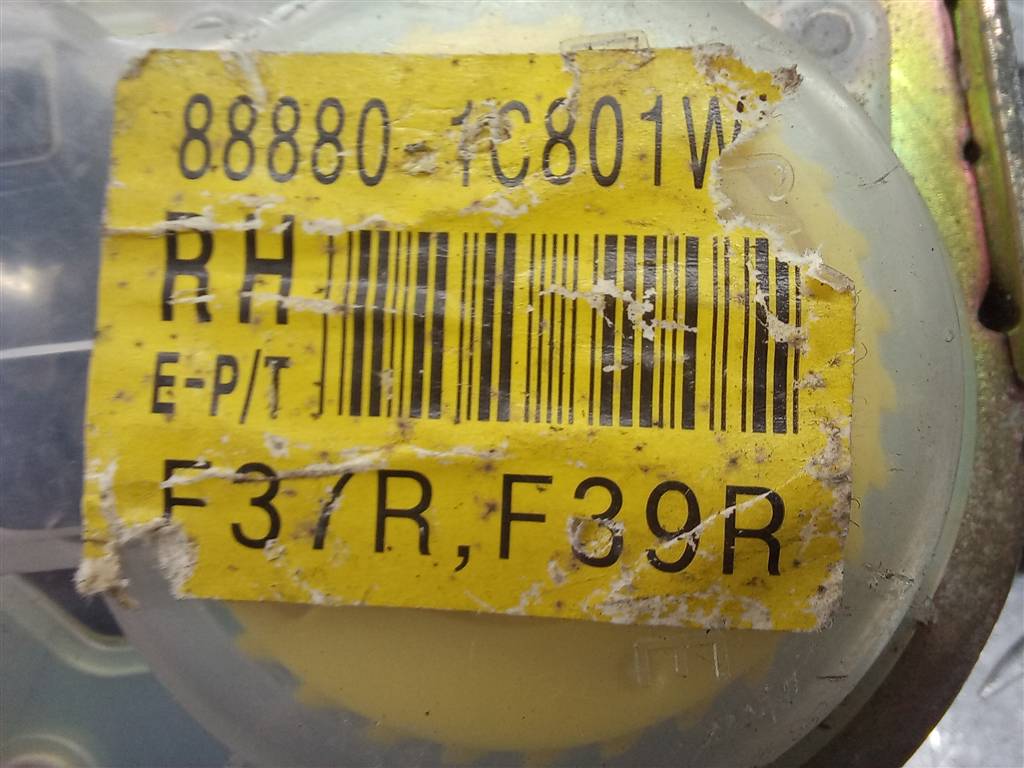 88880 1C801W
RH
E-P/T
F37R, F39R